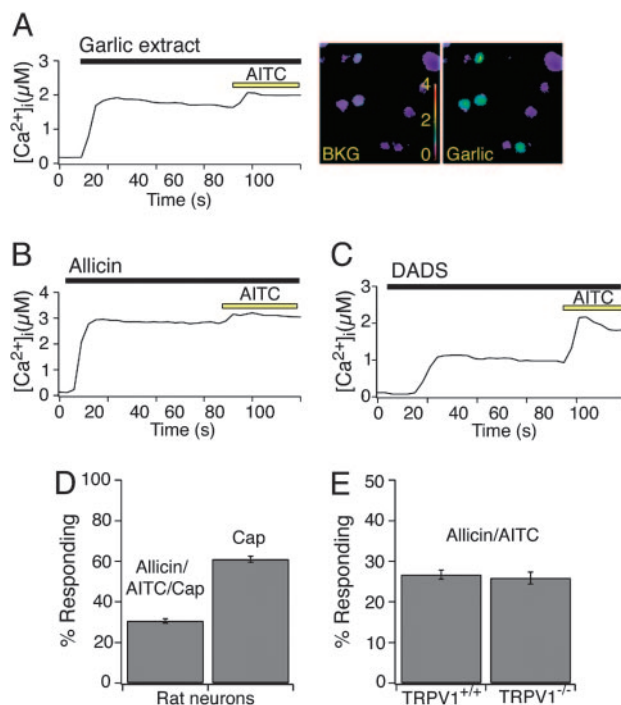 A
Garlic extract
AITC
[Ca²⁺]ᵢ(μM)
3
2
1
0
0 20 40 60 80 100
Time (s)
4
2
0
BKG
Garlic
B
Allicin
AITC
[Ca²⁺]ᵢ(μM)
4
3
2
1
0
0 20 40 60 80 100
Time (s)
C
DADS
AITC
[Ca²⁺]ᵢ(μM)
3
2
1
0
0 20 40 60 80 100
Time (s)
D
% Responding
100
80
60
40
20
0
Allicin/
AITC/Cap
Cap
Rat neurons
E
% Responding
50
40
30
20
10
0
Allicin/AITC
TRPV1⁺/⁺ TRPV1⁻/⁻